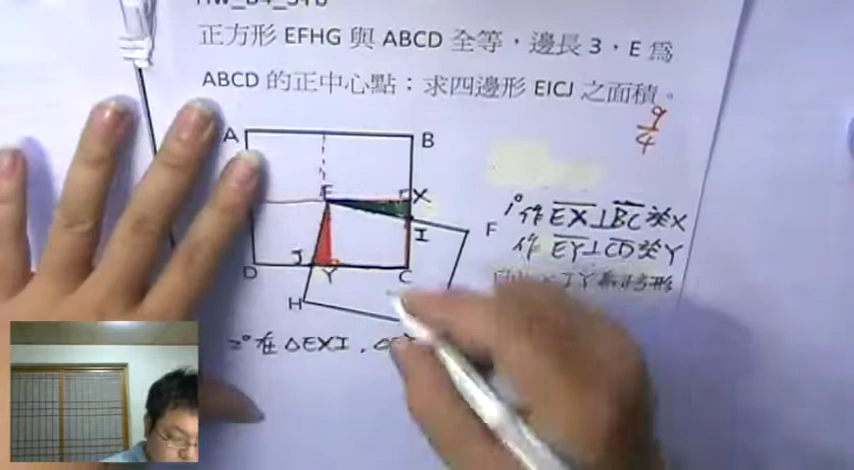 正方形 EFHG 與 ABCD 全等，邊長 3，E 為
ABCD 的正中心點：求四邊形 EICJ 之面積。
9
4
A
B
E
X
I
F
J
D
Y
C
H
1° 作 EX⊥BC 於 X
作 EY⊥CD 於 Y
2° 在 △EXI，